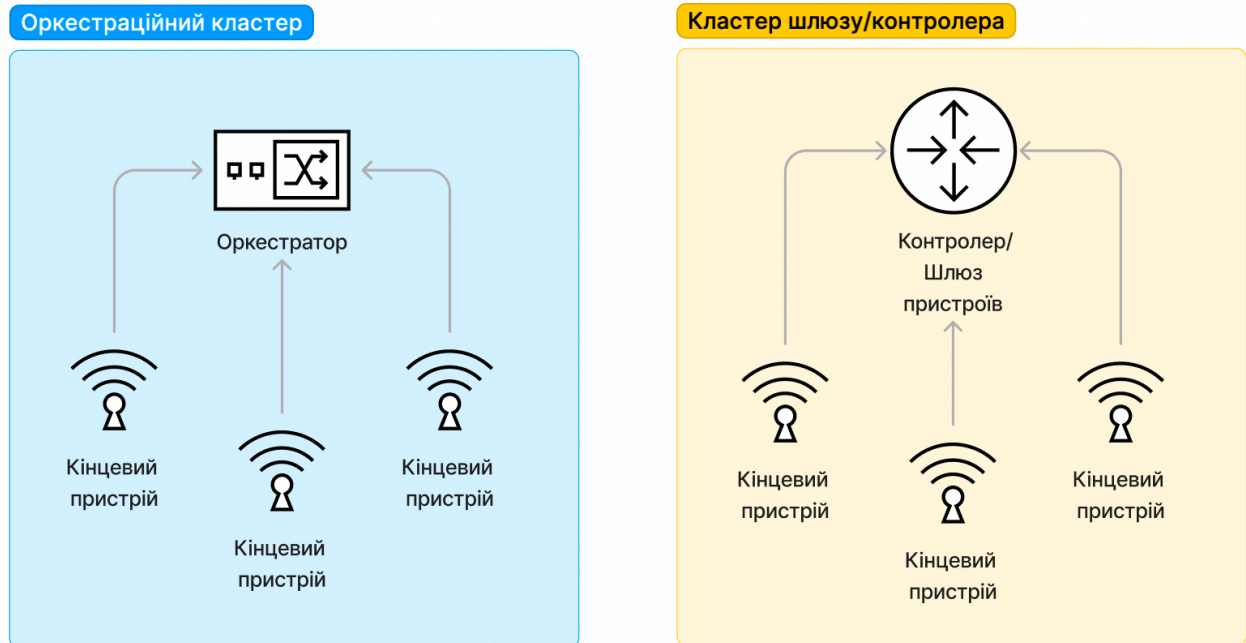 Оркестраційний кластер
Оркестратор
Кінцевий
пристрій
Кінцевий
пристрій
Кінцевий
пристрій
Кластер шлюзу/контролера
Контролер/
Шлюз
пристроїв
Кінцевий
пристрій
Кінцевий
пристрій
Кінцевий
пристрій